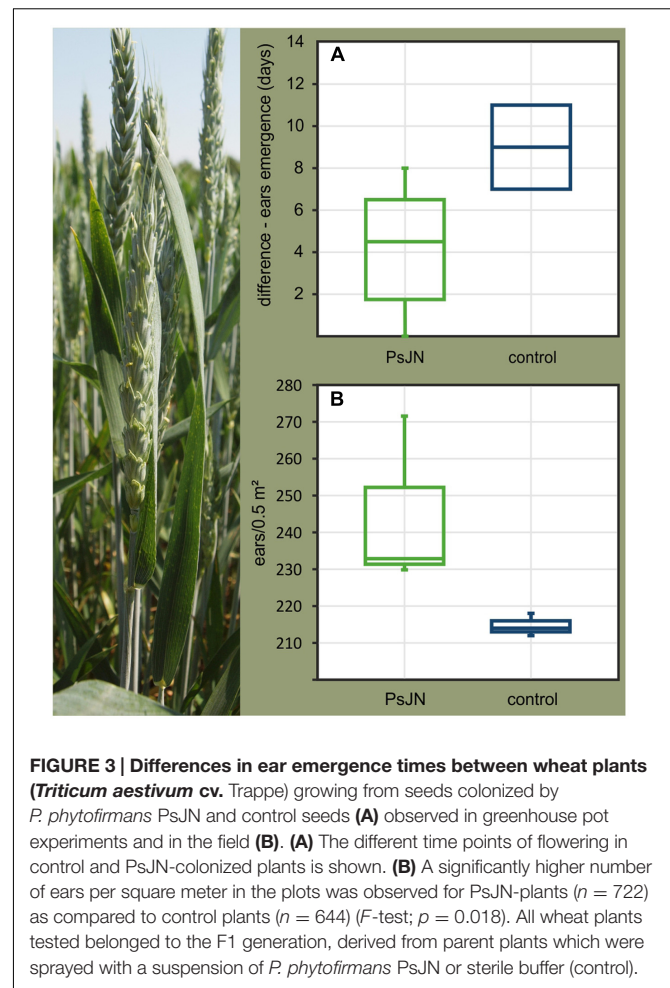 A
difference - ears emergence (days)
14
12
10
8
6
4
2
PsJN control
B
ears/0.5 m²
280
270
260
250
240
230
220
210
PsJN control
FIGURE 3 | Differences in ear emergence times between wheat plants
(Triticum aestivum cv. Trappe) growing from seeds colonized by
P. phytofirmans PsJN and control seeds (A) observed in greenhouse pot
experiments and in the field (B). (A) The different time points of flowering in
control and PsJN-colonized plants is shown. (B) A significantly higher number
of ears per square meter in the plots was observed for PsJN-plants (n = 722)
as compared to control plants (n = 644) (F-test; p = 0.018). All wheat plants
tested belonged to the F1 generation, derived from parent plants which were
sprayed with a suspension of P. phytofirmans PsJN or sterile buffer (control).